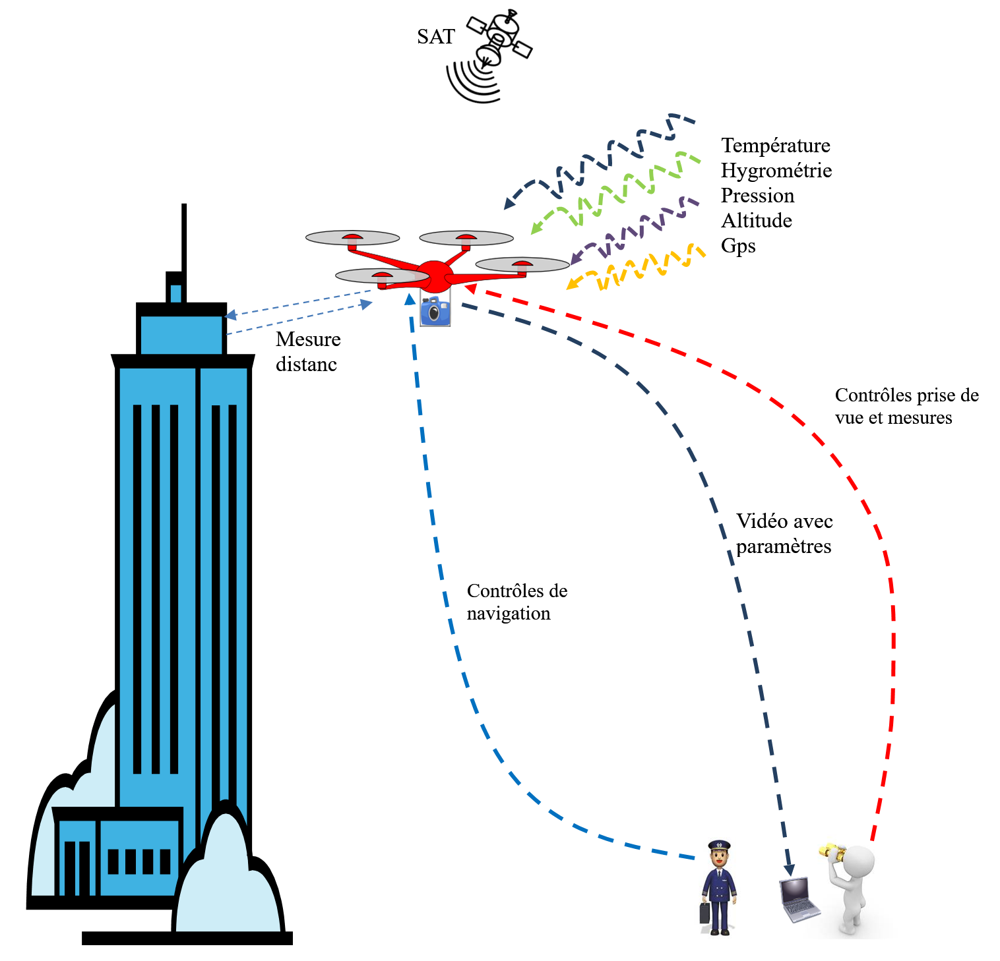 SAT
Température
Hygrométrie
Pression
Altitude
Gps
Mesure
distanc
Contrôles prise de
vue et mesures
Vidéo avec
paramètres
Contrôles de
navigation